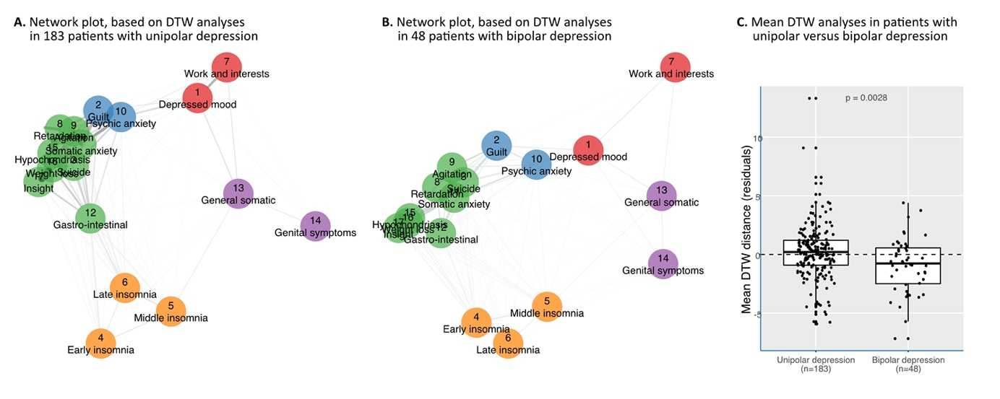 A. Network plot, based on DTW analyses
in 183 patients with unipolar depression
7
Work and interests
1
Depressed mood
2
Guilt
10
Psychic anxiety
8
9
Retardation
Agitation
Somatic anxiety
15
Hypochondriasis
Weight loss
Suicide
Insight
12
Gastro-intestinal
13
General somatic
14
Genital symptoms
6
Late insomnia
5
Middle insomnia
4
Early insomnia
B. Network plot, based on DTW analyses
in 48 patients with bipolar depression
7
Work and interests
2
Guilt
1
Depressed mood
10
Psychic anxiety
9
Agitation
8
Suicide
Retardation
Somatic anxiety
15
16
Hypochondriasis
17
Weight loss
12
Insight
Gastro-intestinal
13
General somatic
14
Genital symptoms
5
Middle insomnia
4
Early insomnia
6
Late insomnia
C. Mean DTW analyses in patients with
unipolar versus bipolar depression
p = 0.0028
Mean DTW distance (residuals)
10
5
0
-5
Unipolar depression
(n=183)
Bipolar depression
(n=48)